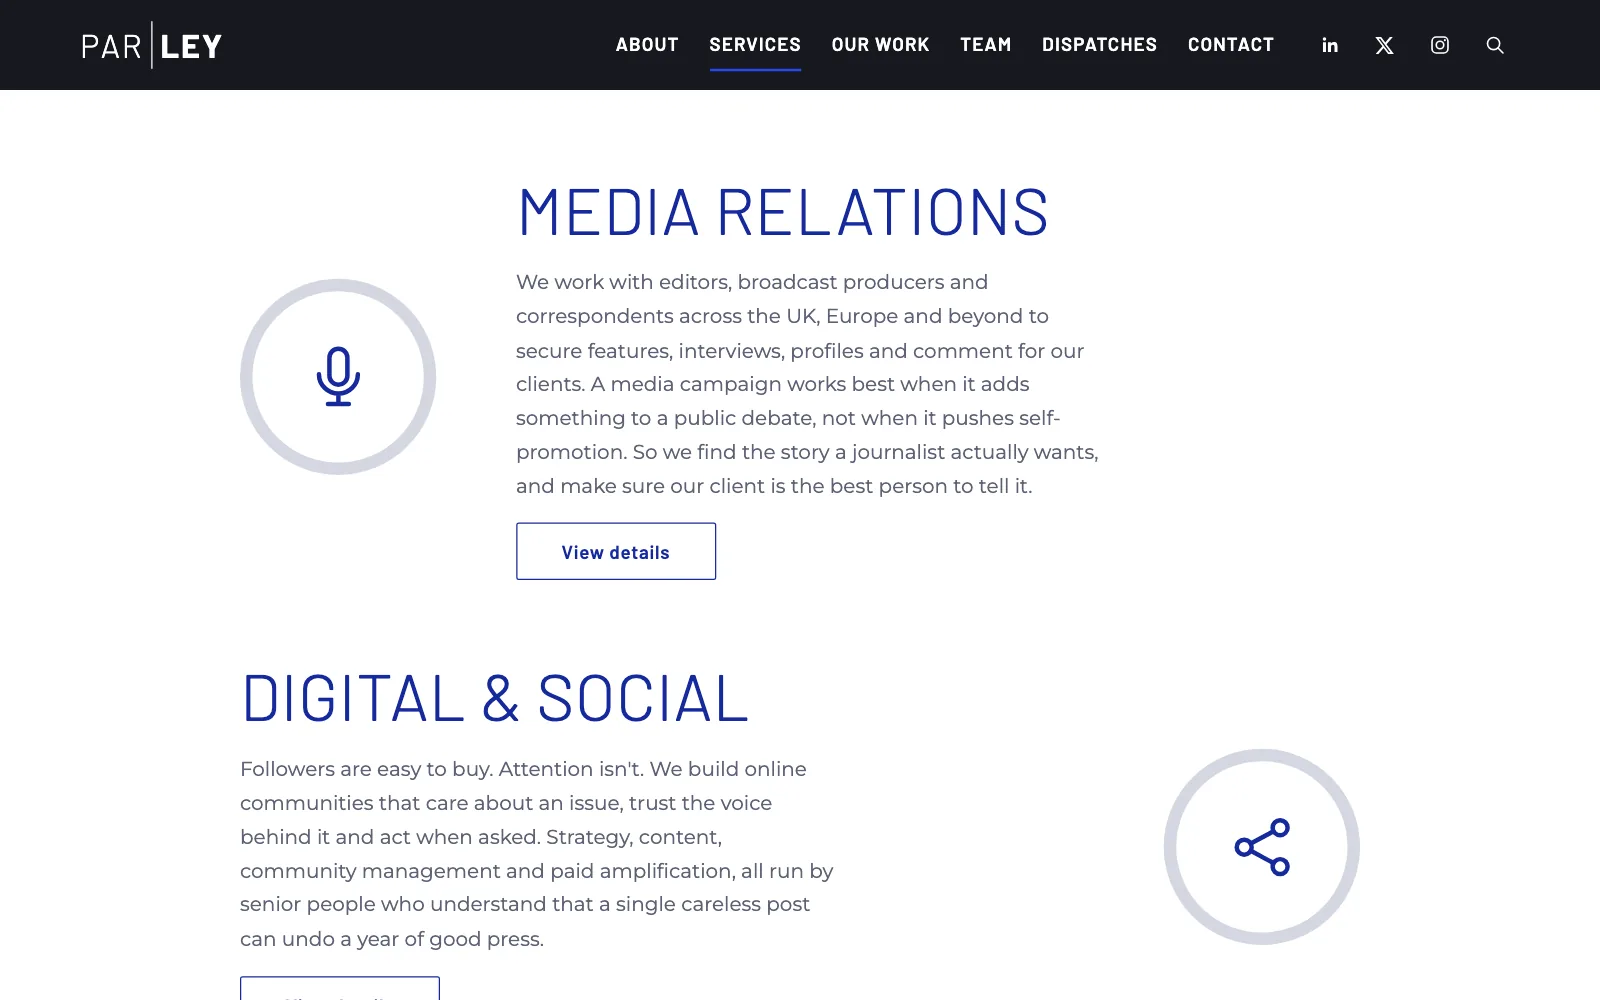 PAR LEY
ABOUT SERVICES OUR WORK TEAM DISPATCHES CONTACT
MEDIA RELATIONS
We work with editors, broadcast producers and
correspondents across the UK, Europe and beyond to
secure features, interviews, profiles and comment for our
clients. A media campaign works best when it adds
something to a public debate, not when it pushes self-
promotion. So we find the story a journalist actually wants,
and make sure our client is the best person to tell it.
View details
DIGITAL & SOCIAL
Followers are easy to buy. Attention isn't. We build online
communities that care about an issue, trust the voice
behind it and act when asked. Strategy, content,
community management and paid amplification, all run by
senior people who understand that a single careless post
can undo a year of good press.